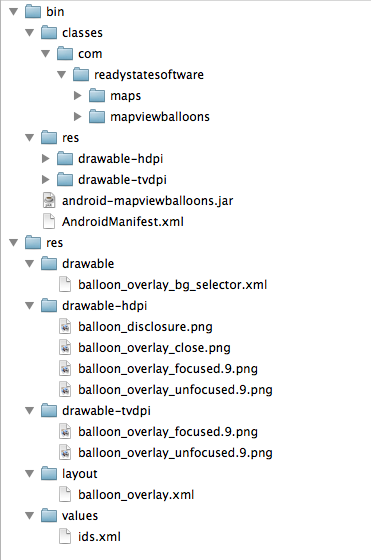 bin
classes
com
readystatesoftware
maps
mapviewballoons
res
drawable-hdpi
drawable-tvdpi
android-mapviewballoons.jar
AndroidManifest.xml
res
drawable
balloon_overlay_bg_selector.xml
drawable-hdpi
balloon_disclosure.png
balloon_overlay_close.png
balloon_overlay_focused.9.png
balloon_overlay_unfocused.9.png
drawable-tvdpi
balloon_overlay_focused.9.png
balloon_overlay_unfocused.9.png
layout
balloon_overlay.xml
values
ids.xml